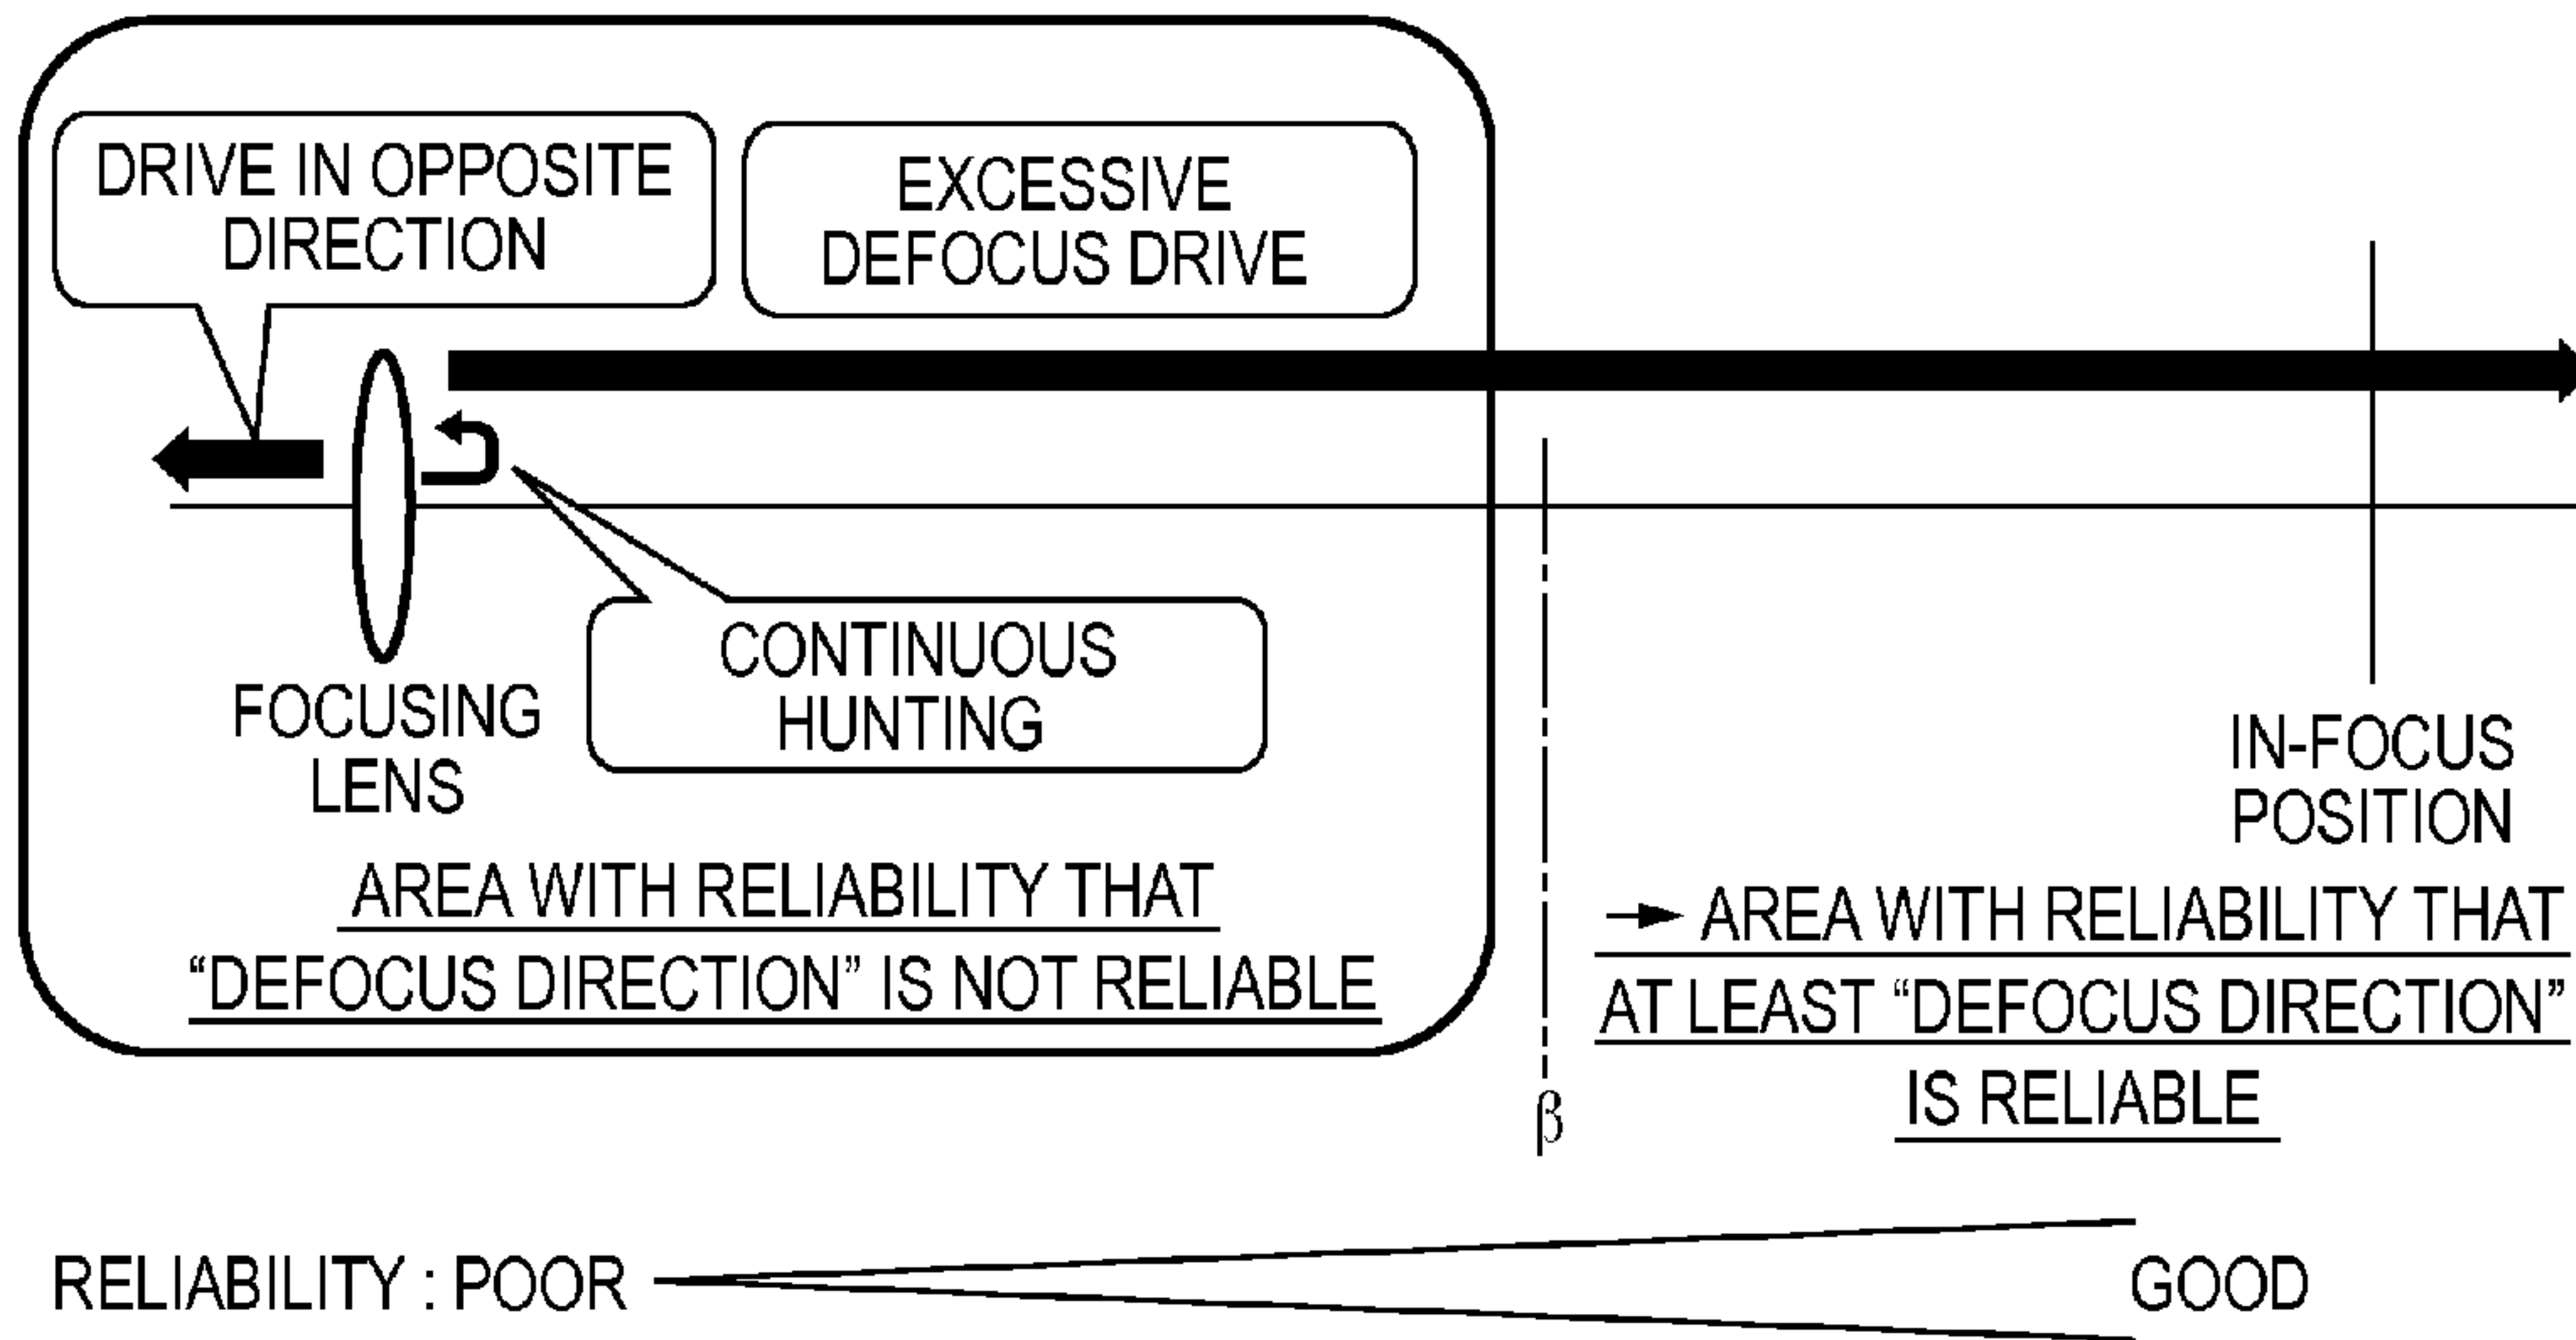 DRIVE IN OPPOSITE
DIRECTION
EXCESSIVE
DEFOCUS DRIVE
CONTINUOUS
HUNTING
FOCUSING
LENS
IN-FOCUS
POSITION
AREA WITH RELIABILITY THAT
“DEFOCUS DIRECTION” IS NOT RELIABLE
AREA WITH RELIABILITY THAT
AT LEAST “DEFOCUS DIRECTION”
IS RELIABLE
β
RELIABILITY : POOR
GOOD